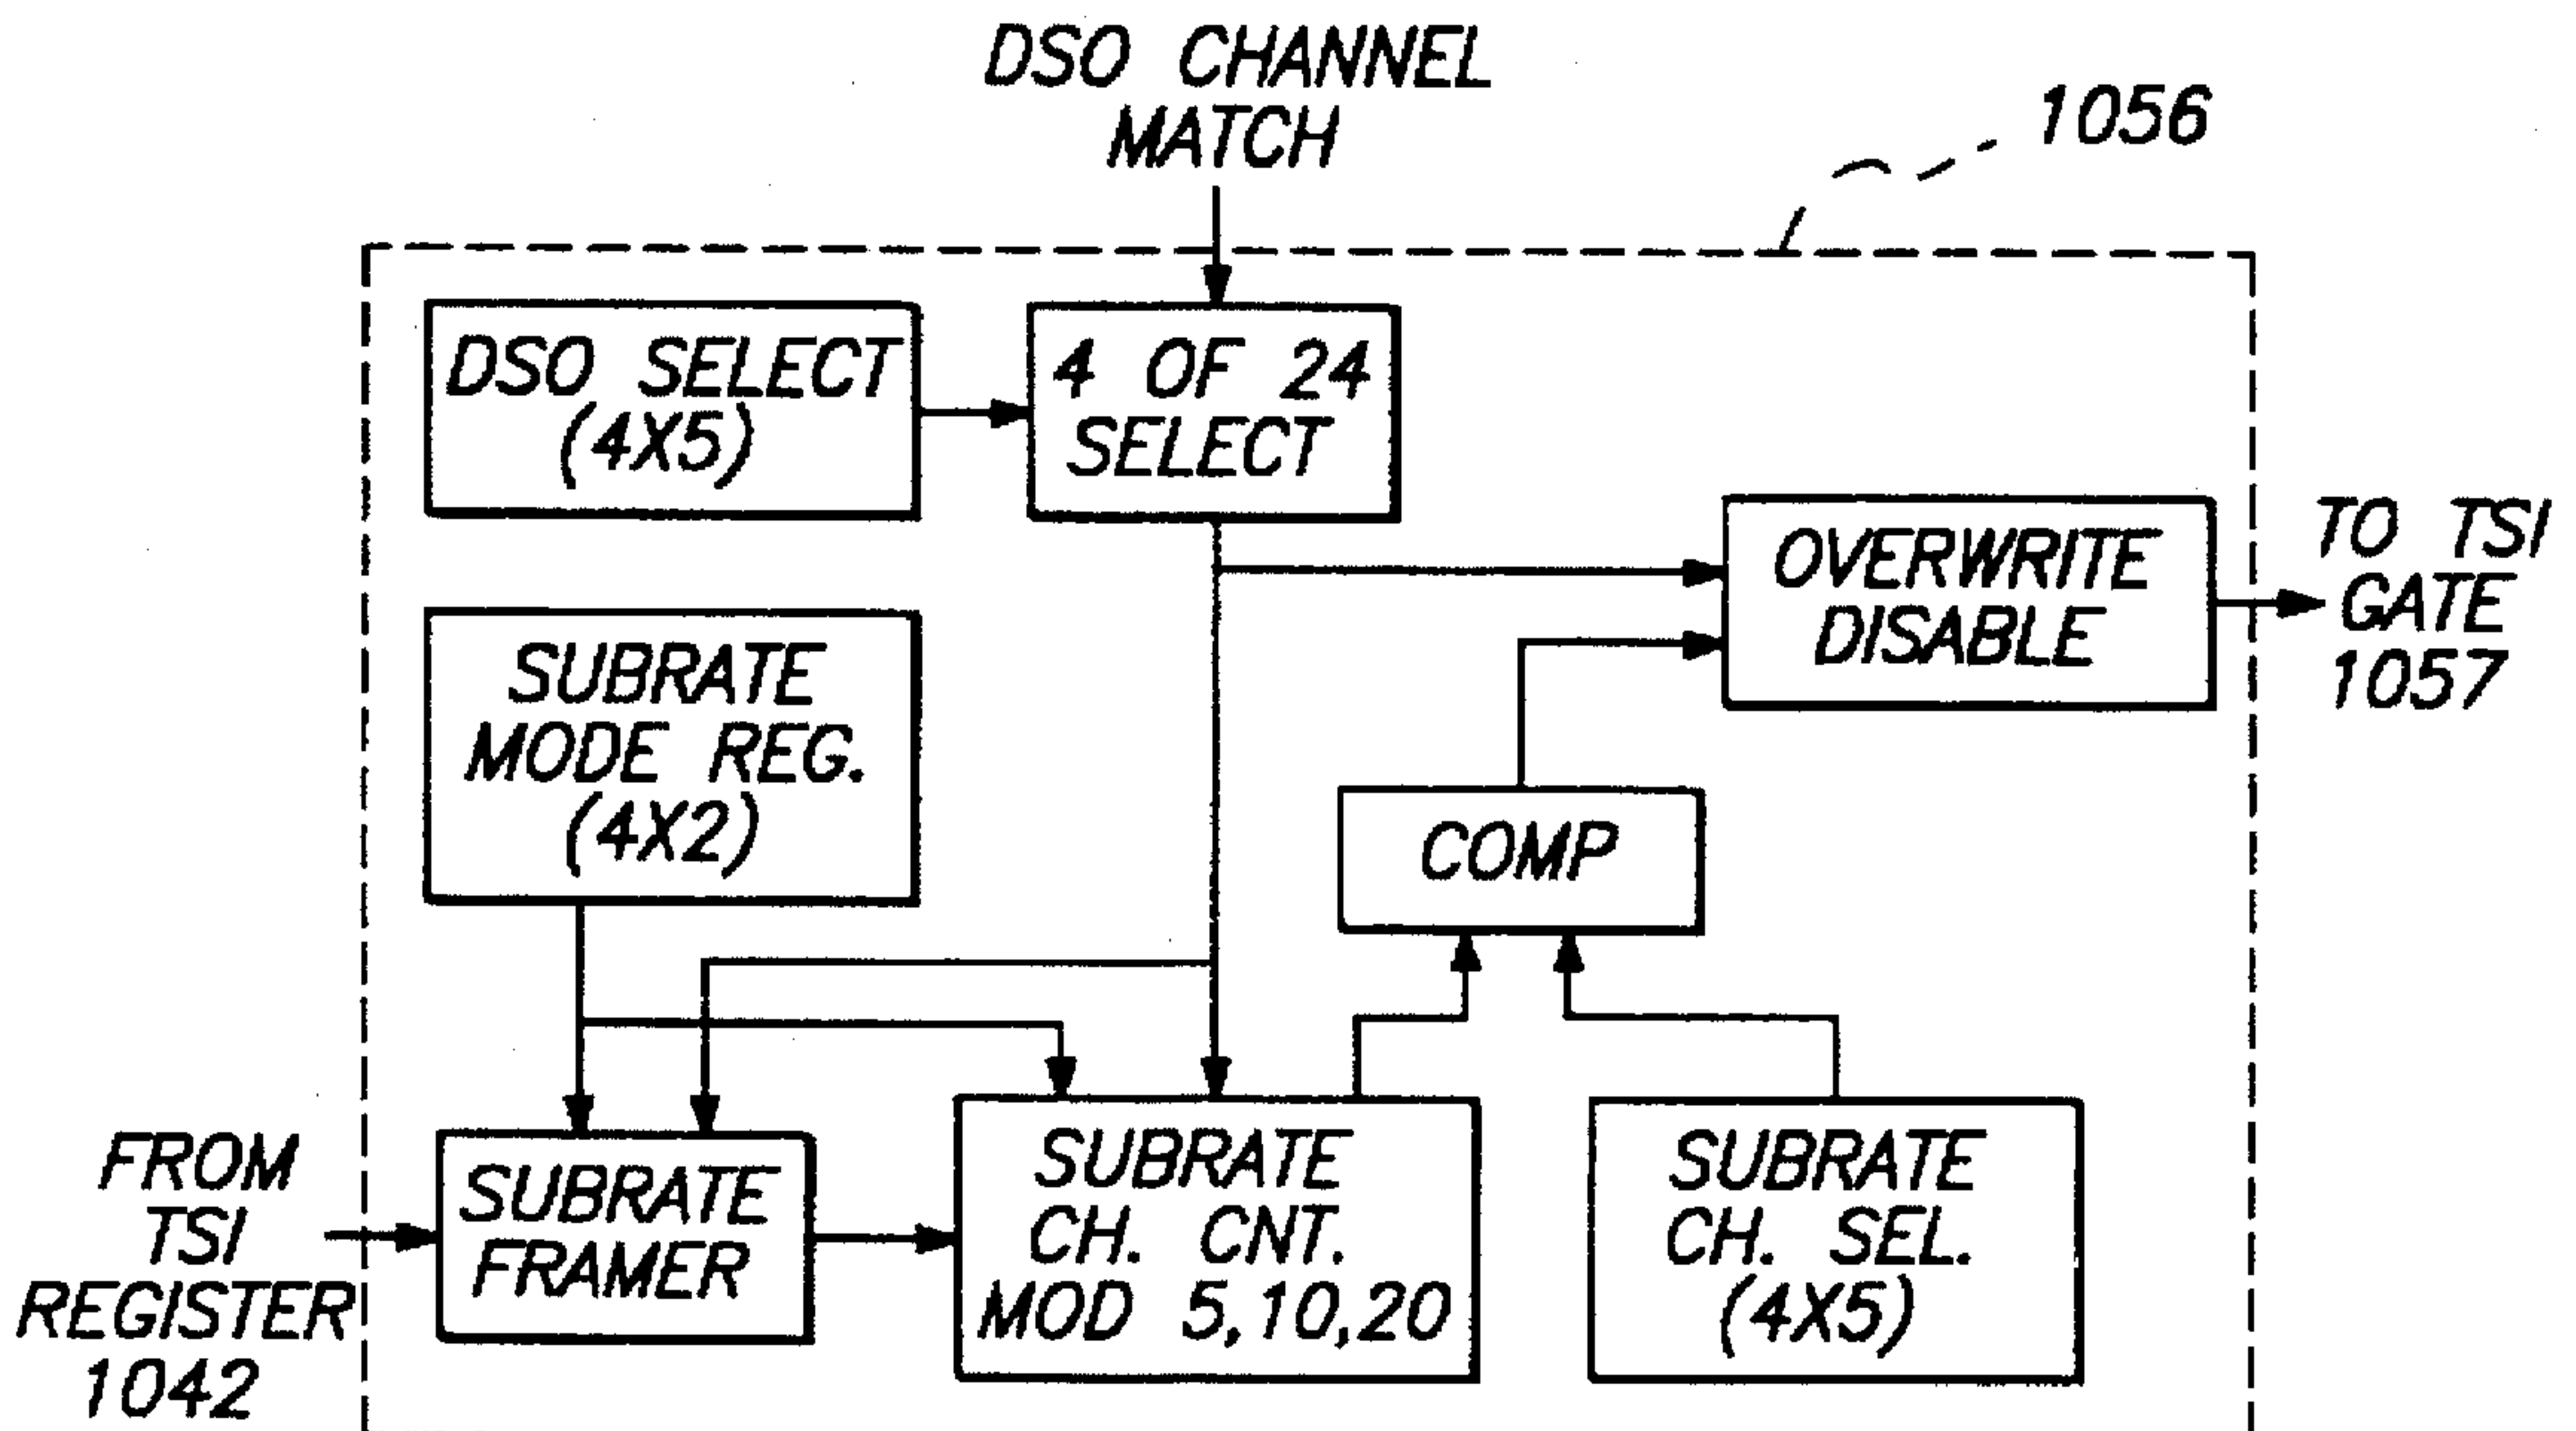 DSO CHANNEL
MATCH
1056
DSO SELECT
(4X5)
4 OF 24
SELECT
SUBRATE
MODE REG.
(4X2)
OVERWRITE
DISABLE
TO TSI
GATE
1057
COMP
FROM
TSI
REGISTER
1042
SUBRATE
FRAMER
SUBRATE
CH. CNT.
MOD 5,10,20
SUBRATE
CH. SEL.
(4X5)